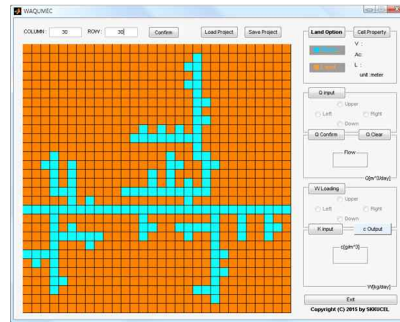 WAQUMEC
COLUMN 30 ROW 30 Confirm Load Project Save Project
Land Option Cell Property
V :
Ac:
L :
unit :meter
Q Input
Upper
Left Right
Down
Q Confirm Q Clear
Flow
Q[m^3/day]
W Loading
Upper
Left Right
Down
K Input c Output
c[g/m^3]
W[kg/day]
Exit
Copyright (C) 2015 by SKKUCEL